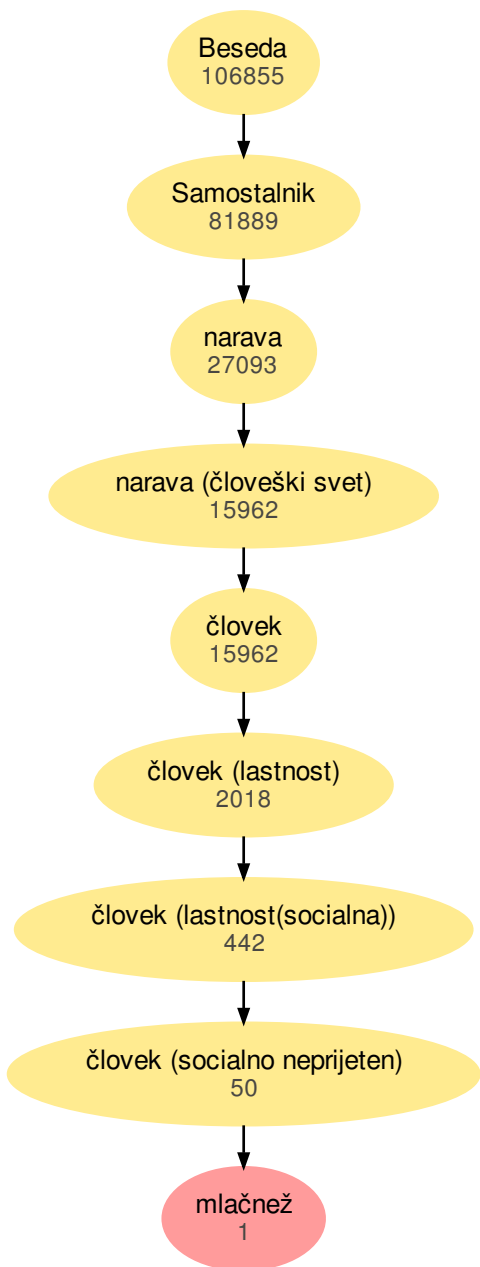 Beseda
106855
Samostalnik
81889
narava
27093
narava (človeški svet)
15962
človek
15962
človek (lastnost)
2018
človek (lastnost(socialna))
442
človek (socialno neprijeten)
50
mlačnež
1